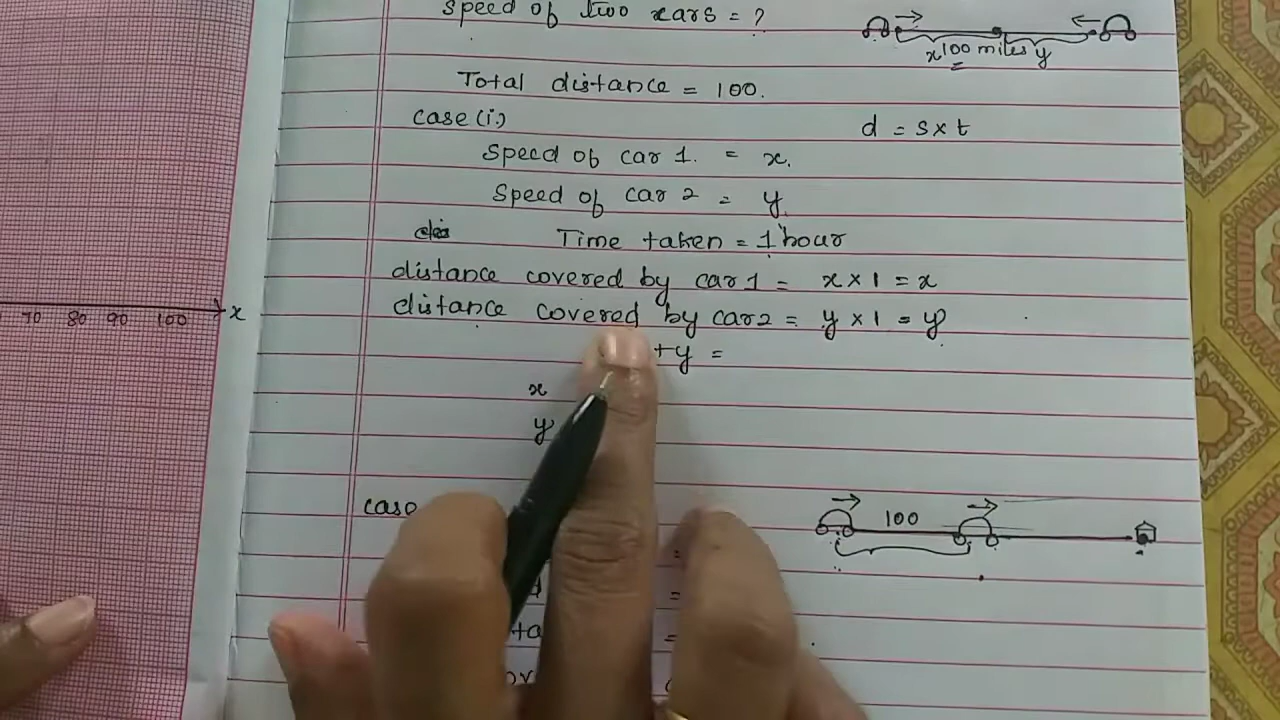 speed of two cars = ?
x 100 miles y
Total distance = 100.
case (i)
d = s x t
Speed of car 1. = x.
Speed of car 2 = y.
Time taken = 1 hour
distance covered by car 1 = x x 1 = x
distance covered by car 2 = y x 1 = y
+y =
x
y
case
100
=
=
ta =
70 80 90 100 x